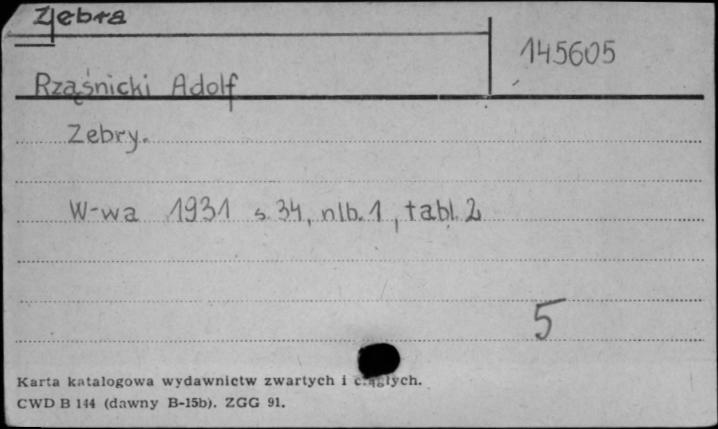 Zebra
145605
Rząśnicki Adolf
Zebry.
W-wa 1931 s. 34, nlb. 1, tabl. 2
5
Karta katalogowa wydawnictw zwartych i ciągłych.
CWD B 144 (dawny B-15b). ZGG 91.